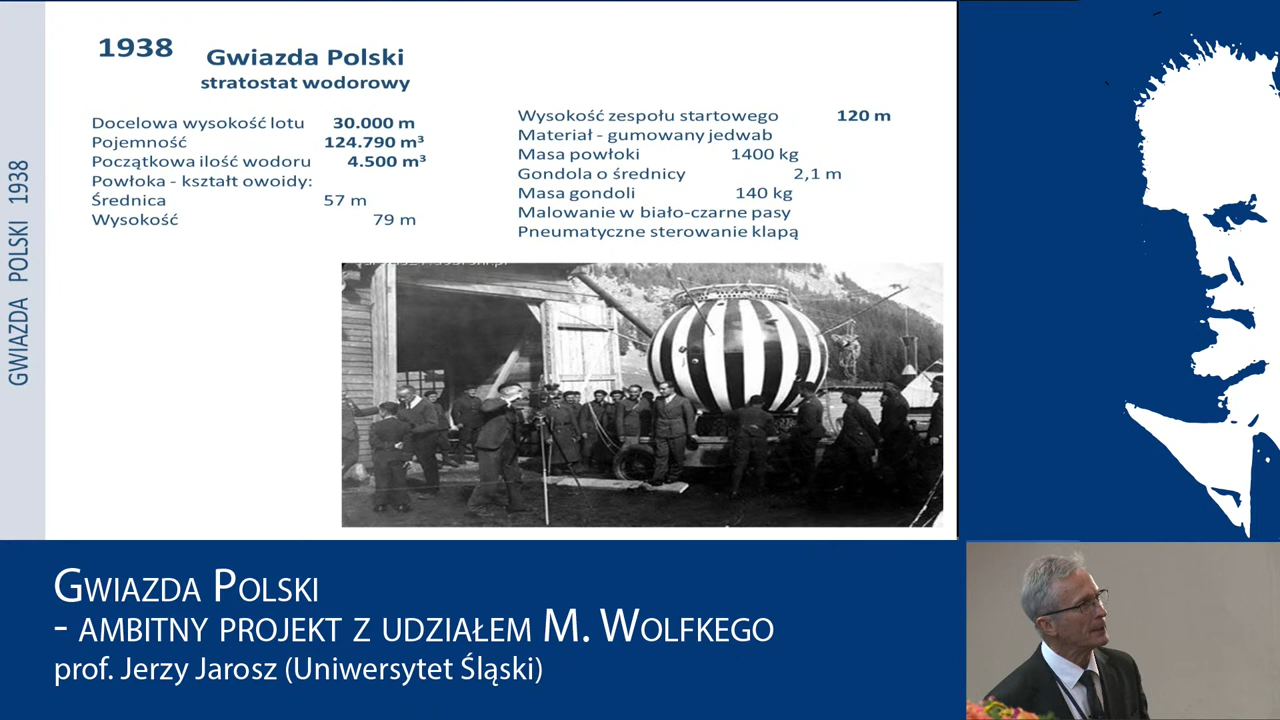 GWIAZDA POLSKI 1938
1938
Gwiazda Polski
stratostat wodorowy
Docelowa wysokość lotu 30.000 m
Pojemność 124.790 m³
Początkowa ilość wodoru 4.500 m³
Powłoka - kształt owoidy:
Średnica 57 m
Wysokość 79 m
Wysokość zespołu startowego 120 m
Materiał - gumowany jedwab
Masa powłoki 1400 kg
Gondola o średnicy 2,1 m
Masa gondoli 140 kg
Malowanie w biało-czarne pasy
Pneumatyczne sterowanie klapą
Gwiazda Polski
- ambitny projekt z udziałem M. Wolfkego
prof. Jerzy Jarosz (Uniwersytet Śląski)